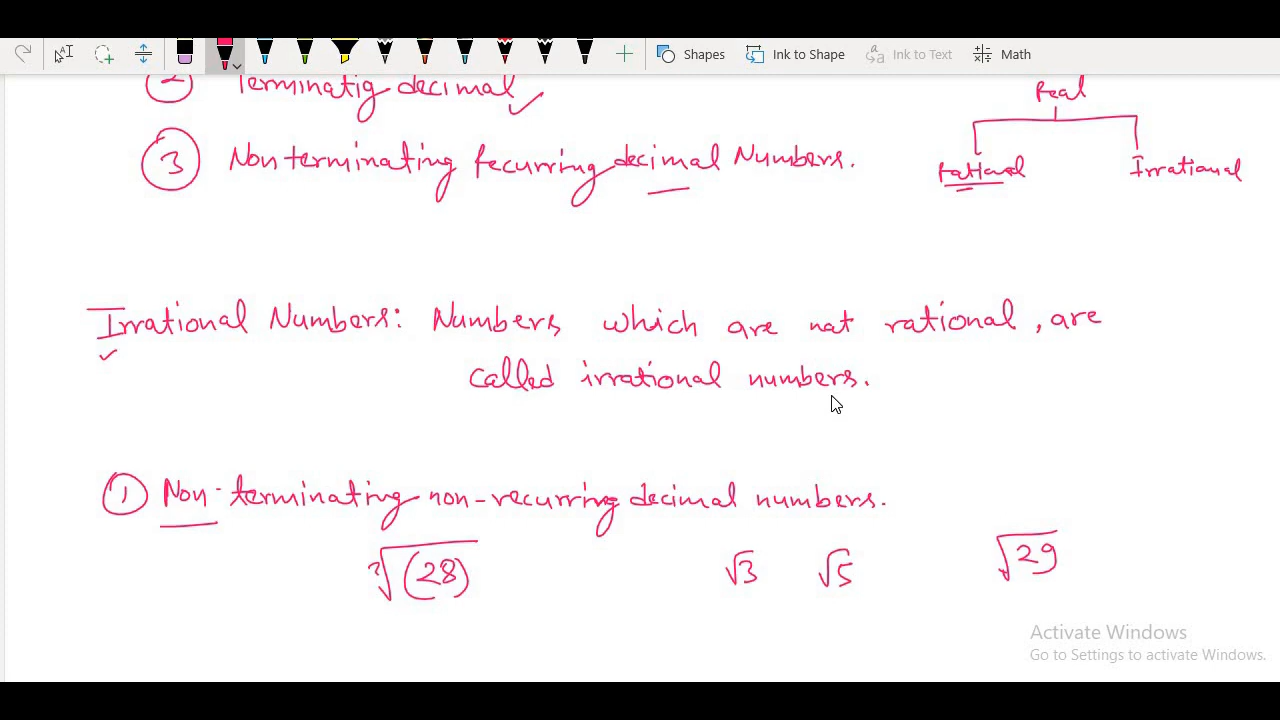 Shapes Ink to Shape Ink to Text Math
② Terminatig decimal
Real
③ Non terminating recurring decimal Numbers.
Rational Irrational
Irrational Numbers: Numbers which are not rational, are
called irrational numbers.
① Non-terminating non-recurring decimal numbers.
∛(28) √3 √5 √29
Activate Windows
Go to Settings to activate Windows.